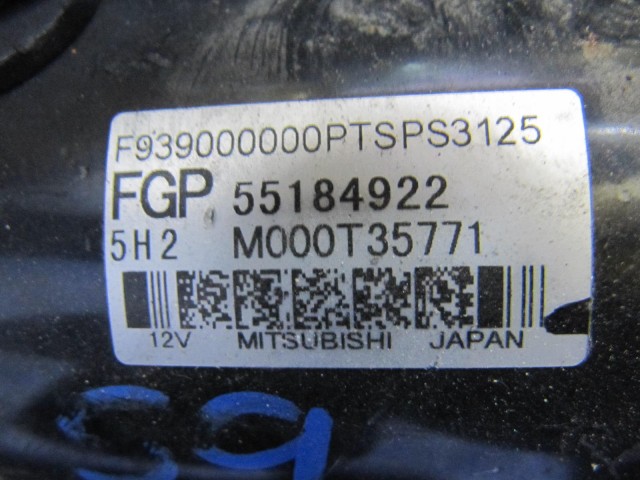 F939000000PTSPS3125
FGP 55184922
5H2 M000T35771
12V MITSUBISHI JAPAN